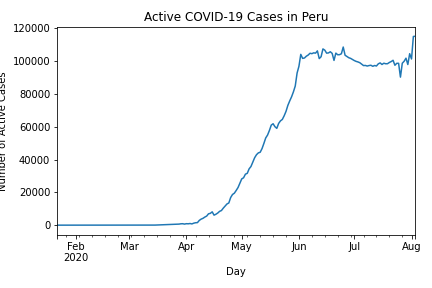 Active COVID-19 Cases in Peru
Number of Active Cases
120000
100000
80000
60000
40000
20000
0
Feb Mar Apr May Jun Jul Aug
2020
Day